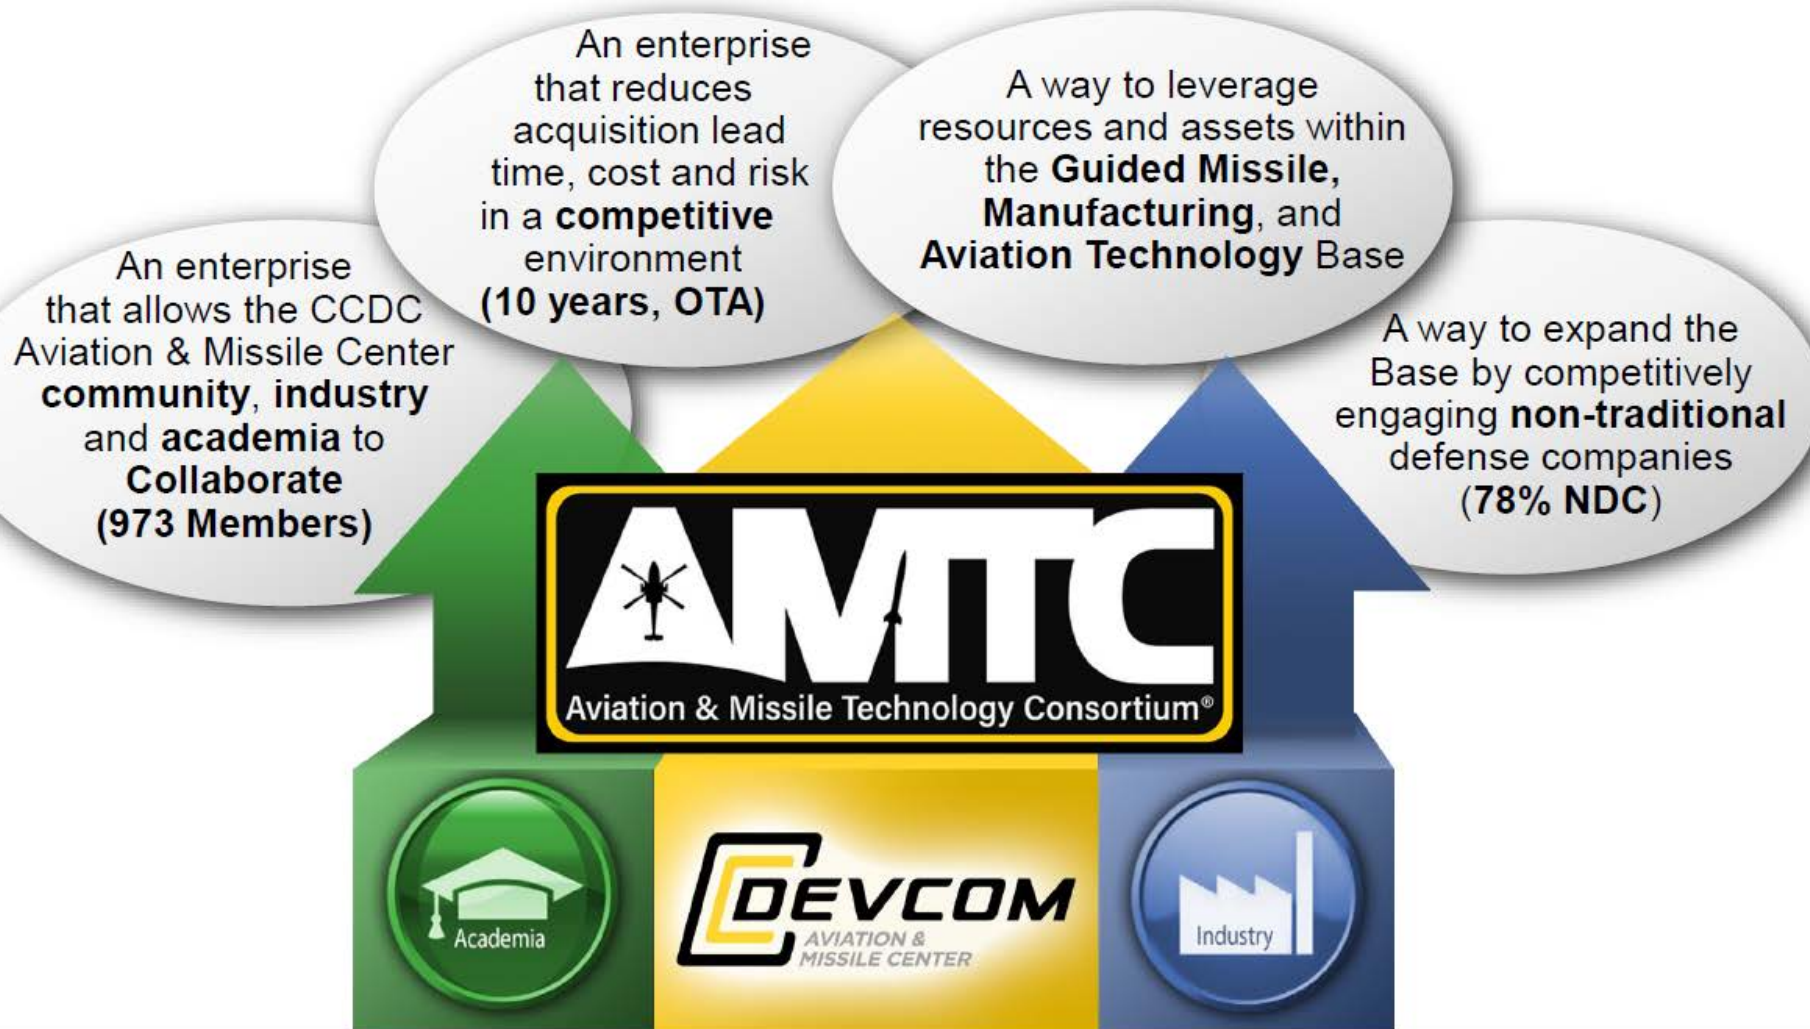 An enterprise
that allows the CCDC
Aviation & Missile Center
community, industry
and academia to
Collaborate
(973 Members)
An enterprise
that reduces
acquisition lead
time, cost and risk
in a competitive
environment
(10 years, OTA)
A way to leverage
resources and assets within
the Guided Missile,
Manufacturing, and
Aviation Technology Base
A way to expand the
Base by competitively
engaging non-traditional
defense companies
(78% NDC)
AMTC
Aviation & Missile Technology Consortium®
Academia
DEVCOM
AVIATION &
MISSILE CENTER
Industry